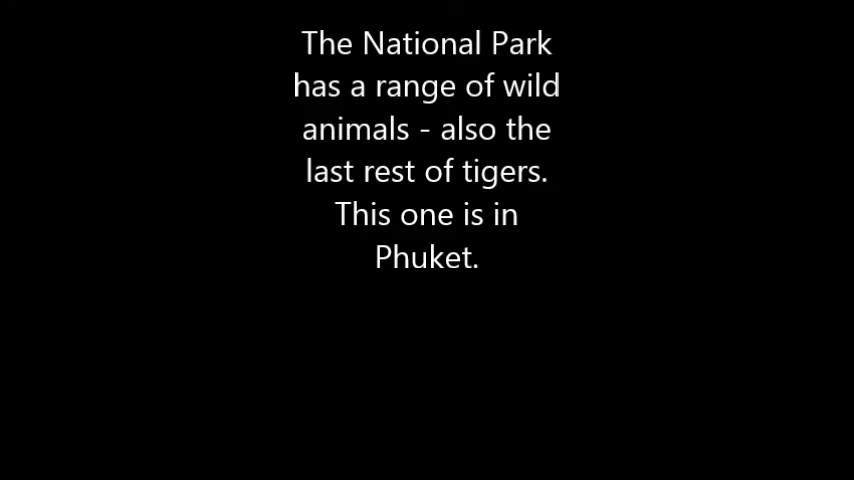 The National Park
has a range of wild
animals - also the
last rest of tigers.
This one is in
Phuket.